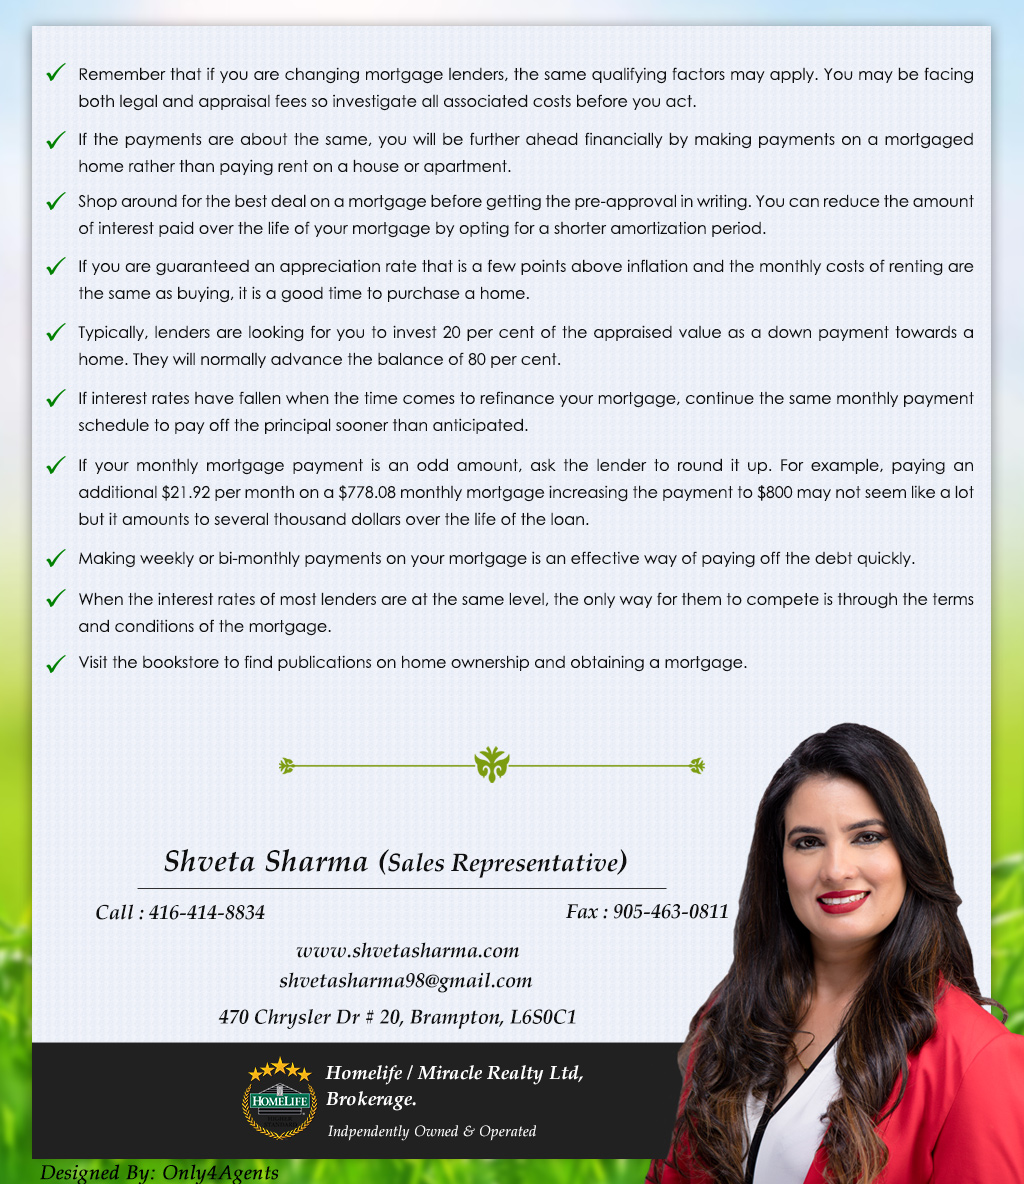 Remember that if you are changing mortgage lenders, the same qualifying factors may apply. You may be facing
both legal and appraisal fees so investigate all associated costs before you act.
If the payments are about the same, you will be further ahead financially by making payments on a mortgaged
home rather than paying rent on a house or apartment.
Shop around for the best deal on a mortgage before getting the pre-approval in writing. You can reduce the amount
of interest paid over the life of your mortgage by opting for a shorter amortization period.
If you are guaranteed an appreciation rate that is a few points above inflation and the monthly costs of renting are
the same as buying, it is a good time to purchase a home.
Typically, lenders are looking for you to invest 20 per cent of the appraised value as a down payment towards a
home. They will normally advance the balance of 80 per cent.
If interest rates have fallen when the time comes to refinance your mortgage, continue the same monthly payment
schedule to pay off the principal sooner than anticipated.
If your monthly mortgage payment is an odd amount, ask the lender to round it up. For example, paying an
additional $21.92 per month on a $778.08 monthly mortgage increasing the payment to $800 may not seem like a lot
but it amounts to several thousand dollars over the life of the loan.
Making weekly or bi-monthly payments on your mortgage is an effective way of paying off the debt quickly.
When the interest rates of most lenders are at the same level, the only way for them to compete is through the terms
and conditions of the mortgage.
Visit the bookstore to find publications on home ownership and obtaining a mortgage.
Shveta Sharma (Sales Representative)
Call : 416-414-8834
Fax : 905-463-0811
www.shvetasharma.com
shvetasharma98@gmail.com
470 Chrysler Dr # 20, Brampton, L6S0C1
HOMELIFE
Homelife / Miracle Realty Ltd,
Brokerage.
Indpendently Owned & Operated
Designed By: Only4Agents